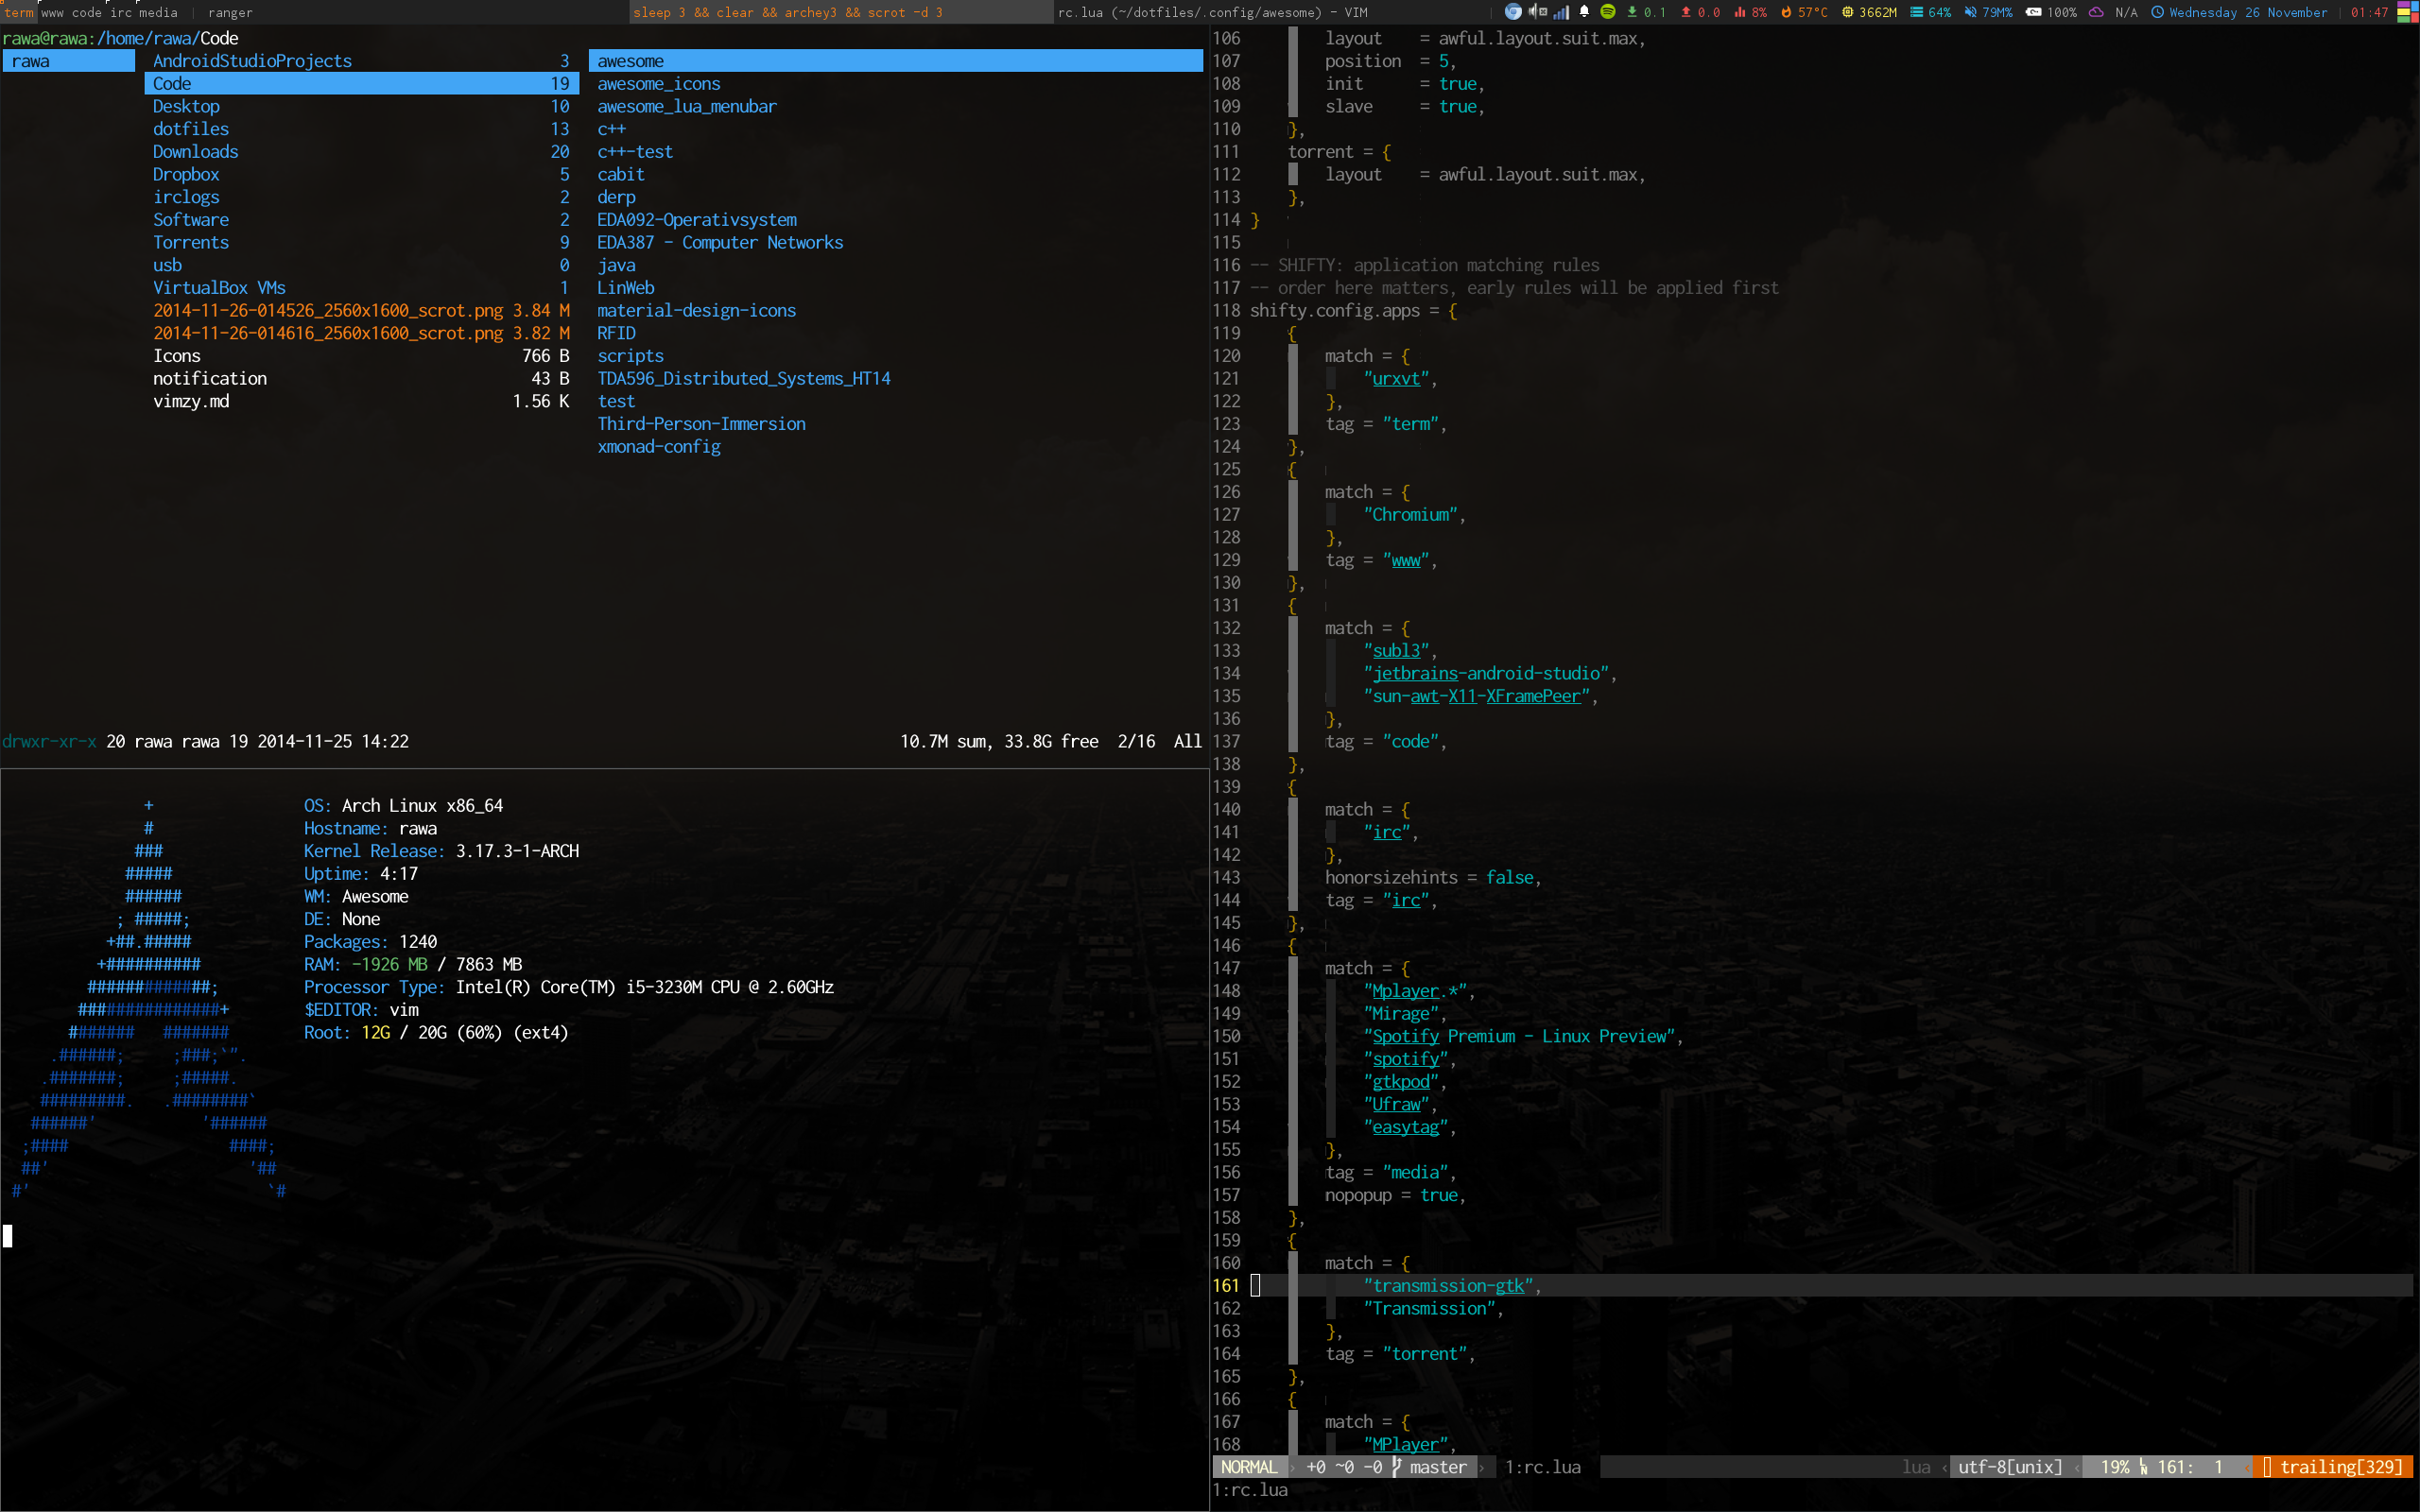 term www code irc media | ranger
sleep 3 && clear && archey3 && scrot -d 3
rc.lua (~/dotfiles/.config/awesome) - VIM
0.1 0.0 8% 57°C 3662M 64% 79M% 100% N/A Wednesday 26 November | 01:47
rawa@rawa:/home/rawa/Code
rawa
AndroidStudioProjects 3
Code 19
Desktop 10
dotfiles 13
Downloads 20
Dropbox 5
irclogs 2
Software 2
Torrents 9
usb 0
VirtualBox VMs 1
2014-11-26-014526_2560x1600_scrot.png 3.84 M
2014-11-26-014616_2560x1600_scrot.png 3.82 M
Icons 766 B
notification 43 B
vimzy.md 1.56 K
awesome
awesome_icons
awesome_lua_menubar
c++
c++-test
cabit
derp
EDA092-Operativsystem
EDA387 - Computer Networks
java
LinWeb
material-design-icons
RFID
scripts
TDA596_Distributed_Systems_HT14
test
Third-Person-Immersion
xmonad-config
drwxr-xr-x 20 rawa rawa 19 2014-11-25 14:22 10.7M sum, 33.8G free 2/16 All
+
#
###
#####
######
; #####;
+##.#####
+##########
#############;
###############+
####### #######
.######; ;###;`".
.#######; ;#####.
#########. .########`
######' '######
;#### ####;
##' '##
#' `#
OS: Arch Linux x86_64
Hostname: rawa
Kernel Release: 3.17.3-1-ARCH
Uptime: 4:17
WM: Awesome
DE: None
Packages: 1240
RAM: -1926 MB / 7863 MB
Processor Type: Intel(R) Core(TM) i5-3230M CPU @ 2.60GHz
$EDITOR: vim
Root: 12G / 20G (60%) (ext4)
106 layout = awful.layout.suit.max,
107 position = 5,
108 init = true,
109 slave = true,
110 },
111 torrent = {
112 layout = awful.layout.suit.max,
113 },
114 }
115
116 -- SHIFTY: application matching rules
117 -- order here matters, early rules will be applied first
118 shifty.config.apps = {
119 {
120 match = {
121 "urxvt",
122 },
123 tag = "term",
124 },
125 {
126 match = {
127 "Chromium",
128 },
129 tag = "www",
130 },
131 {
132 match = {
133 "subl3",
134 "jetbrains-android-studio",
135 "sun-awt-X11-XFramePeer",
136 },
137 tag = "code",
138 },
139 {
140 match = {
141 "irc",
142 },
143 honorsizehints = false,
144 tag = "irc",
145 },
146 {
147 match = {
148 "Mplayer.*",
149 "Mirage",
150 "Spotify Premium - Linux Preview",
151 "spotify",
152 "gtkpod",
153 "Ufraw",
154 "easytag",
155 },
156 tag = "media",
157 nopopup = true,
158 },
159 {
160 match = {
161 "transmission-gtk",
162 "Transmission",
163 },
164 tag = "torrent",
165 },
166 {
167 match = {
168 "MPlayer",
NORMAL › +0 ~0 -0 master › 1:rc.lua lua ‹ utf-8[unix] ‹ 19% 161: 1 ‹ trailing[329]
1:rc.lua